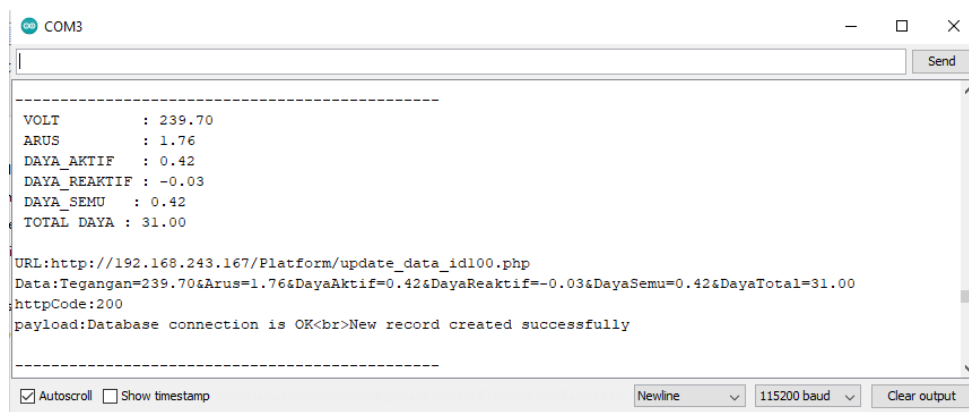 COM3
Send
-----------------------------------------------
VOLT         : 239.70
ARUS         : 1.76
DAYA_AKTIF   : 0.42
DAYA_REAKTIF : -0.03
DAYA_SEMU   : 0.42
TOTAL DAYA : 31.00
URL:http://192.168.243.167/Platform/update_data_id100.php
Data:Tegangan=239.70&Arus=1.76&DayaAktif=0.42&DayaReaktif=-0.03&DayaSemu=0.42&DayaTotal=31.00
httpCode:200
payload:Database connection is OK<br>New record created successfully
-----------------------------------------------
Autoscroll Show timestamp Newline 115200 baud Clear output